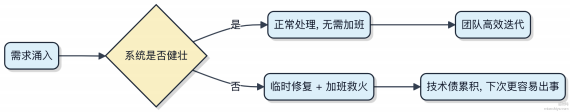 需求涌入
系统是否健壮
是
正常处理, 无需加班
团队高效迭代
否
临时修复 + 加班救火
技术债累积, 下次更容易出事